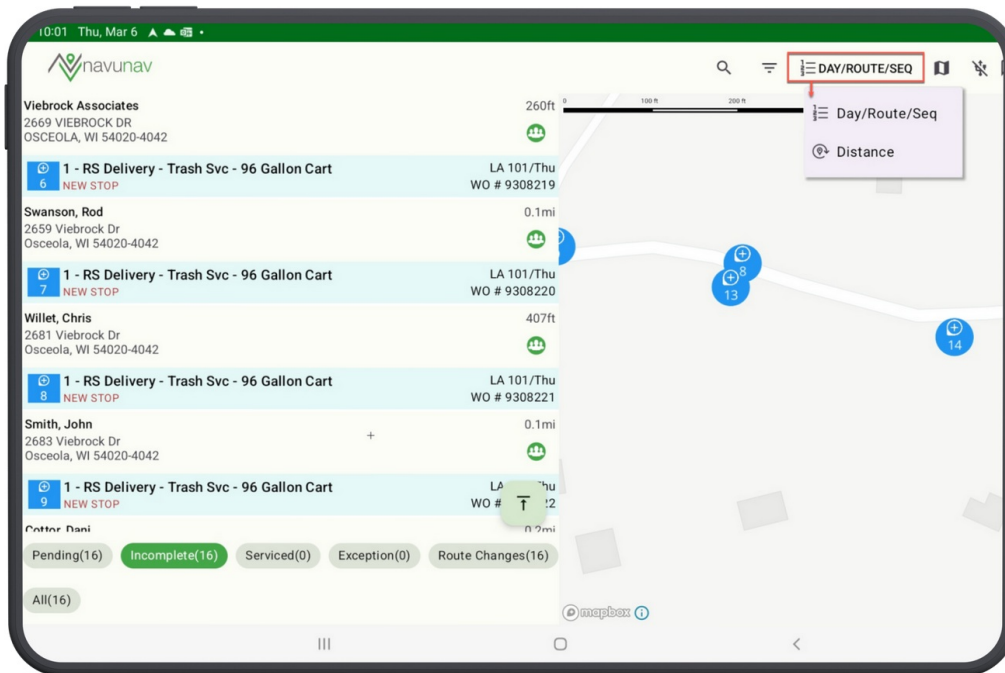 10:01 Thu, Mar 6
navunav
DAY/ROUTE/SEQ
Day/Route/Seq
Distance
Viebrock Associates 260ft
2669 VIEBROCK DR
OSCEOLA, WI 54020-4042
1 - RS Delivery - Trash Svc - 96 Gallon Cart LA 101/Thu
6 NEW STOP WO # 9308219
Swanson, Rod 0.1mi
2659 Viebrock Dr
Osceola, WI 54020-4042
1 - RS Delivery - Trash Svc - 96 Gallon Cart LA 101/Thu
7 NEW STOP WO # 9308220
Willet, Chris 407ft
2681 Viebrock Dr
Osceola, WI 54020-4042
1 - RS Delivery - Trash Svc - 96 Gallon Cart LA 101/Thu
8 NEW STOP WO # 9308221
Smith, John 0.1mi
2683 Viebrock Dr
Osceola, WI 54020-4042
1 - RS Delivery - Trash Svc - 96 Gallon Cart LA hu
9 NEW STOP WO # 22
Cottor, Dani 0.2mi
Pending(16) Incomplete(16) Serviced(0) Exception(0) Route Changes(16)
All(16)
0 100 ft 200 ft
8
13
14
mapbox